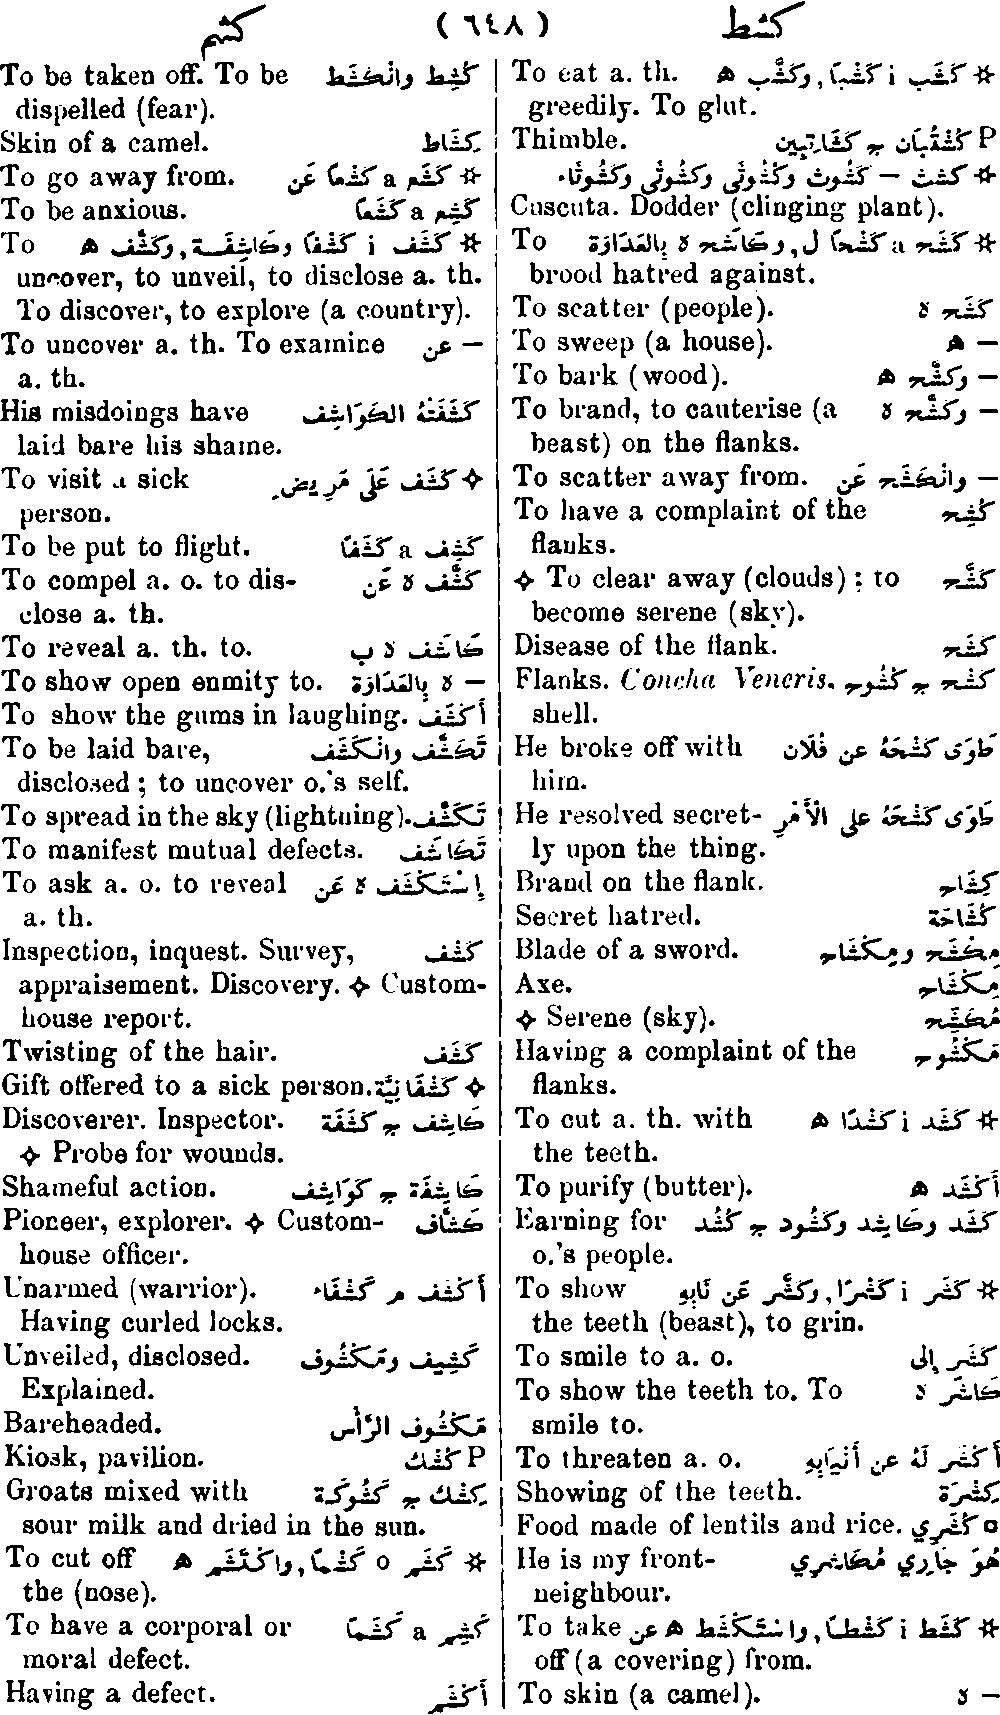 كشط (٦٤٨) كشم
To eat a. th. ✲ كَشَب i كَشْبًا, وكَشَّب ه
greedily. To glut.
Thimble. P كُشْتُبَان ج كَشَاتِبِين
✲ كشث – كَشُوث وكَشُوثَى وكُشُوثَى وكَشُوثَاء
Cuscuta. Dodder (clinging plant).
To ✲ كَشَح a كَشْحًا ل, وكَاشَح ه بِالعَدَاوَة
brood hatred against.
To scatter (people). كَشَح ه
To sweep (a house). – ه
To bark (wood). – وكَشَّح ه
To brand, to cauterise (a – وكَشَّح ه
beast) on the flanks.
To scatter away from. – وانْكَشَح عَن
To have a complaint of the كُشِح
flanks.
✧ To clear away (clouds) ; to كَشَّح
become serene (sky).
Disease of the flank. كَشَح
Flanks. Concha Veneris. كَشْح ج كُشُوح
shell.
He broke off with طَوَى كَشْحَهُ عن فُلَان
him.
He resolved secret- طَوَى كَشْحَهُ على الأَمْرِ
ly upon the thing.
Brand on the flank. كِشَاح
Secret hatred. كُشَاحَة
Blade of a sword. مِكْشَح ومِكْشَاح
Axe. مِكْشَاح
✧ Serene (sky). مُكَشِّح
Having a complaint of the مَكْشُوح
flanks.
To cut a. th. with ✲ كَشَد i كَشْدًا ه
the teeth.
To purify (butter). أَكْشَد ه
Earning for كَشَد وكَاشِد وكَشُود ج كُشُد
o.'s people.
To show ✲ كَشَر i كَشْرًا, وكَشَّر عَن نَابِهِ
the teeth (beast), to grin.
To smile to a. o. كَشَر إِلى
To show the teeth to. To كَاشَر ه
smile to.
To threaten a. o. أَكْشَر لَهُ عن أَنْيَابِهِ
Showing of the teeth. كِشْرَة
Food made of lentils and rice. □ كُشَرِي
He is my front- هُوَ جَارِي مُكَاشِرِي
neighbour.
To take ✲ كَشَط i كَشْطًا, واسْتَكْشَط ه عن
off (a covering) from.
To skin (a camel). – ه
To be taken off. To be كُشِط وانْكَشَط
dispelled (fear).
Skin of a camel. كِشَاط
To go away from. ✲ كَشَع a كَشْعًا عَن
To be anxious. كَشِع a كَشَعًا
To ✲ كَشَف i كَشْفًا وكَاشِفَة, وكَشَّف ه
uncover, to unveil, to disclose a. th.
To discover, to explore (a country).
To uncover a. th. To examine – عن
a. th.
His misdoings have كَشَفَتْهُ الكَوَاشِف
laid bare his shame.
To visit a sick ✧ كَشَف عَلَى مَرِيض
person.
To be put to flight. كَشِف a كَشَفًا
To compel a. o. to dis- كَشَّف ه عَن
close a. th.
To reveal a. th. to. كَاشَف ه ب
To show open enmity to. – ه بِالعَدَاوَة
To show the gums in laughing. أَكْشَف
To be laid bare, تَكَشَّف وانْكَشَف
disclosed ; to uncover o.'s self.
To spread in the sky (lightning). تَكَشَّف
To manifest mutual defects. تَكَاشَف
To ask a. o. to reveal إِسْتَكْشَف ه عَن
a. th.
Inspection, inquest. Survey, كَشْف
appraisement. Discovery. ✧ Custom-
house report.
Twisting of the hair. كَشَف
Gift offered to a sick person. ✧ كَشْفَانِيَّة
Discoverer. Inspector. كَاشِف ج كَشَفَة
✧ Probe for wounds.
Shameful action. كَاشِفَة ج كَوَاشِف
Pioneer, explorer. ✧ Custom- كَشَّاف
house officer.
Unarmed (warrior). أَكْشَف م كَشْفَاء
Having curled locks.
Unveiled, disclosed. كَشِيف ومَكْشُوف
Explained.
Bareheaded. مَكْشُوف الرَّأْس
Kiosk, pavilion. P كُشْك
Groats mixed with كِشْك ج كُشُوكَة
sour milk and dried in the sun.
To cut off ✲ كَشَم o كَشْمًا, واكْتَشَم ه
the (nose).
To have a corporal or كَشِم a كَشَمًا
moral defect.
Having a defect. أَكْشَم